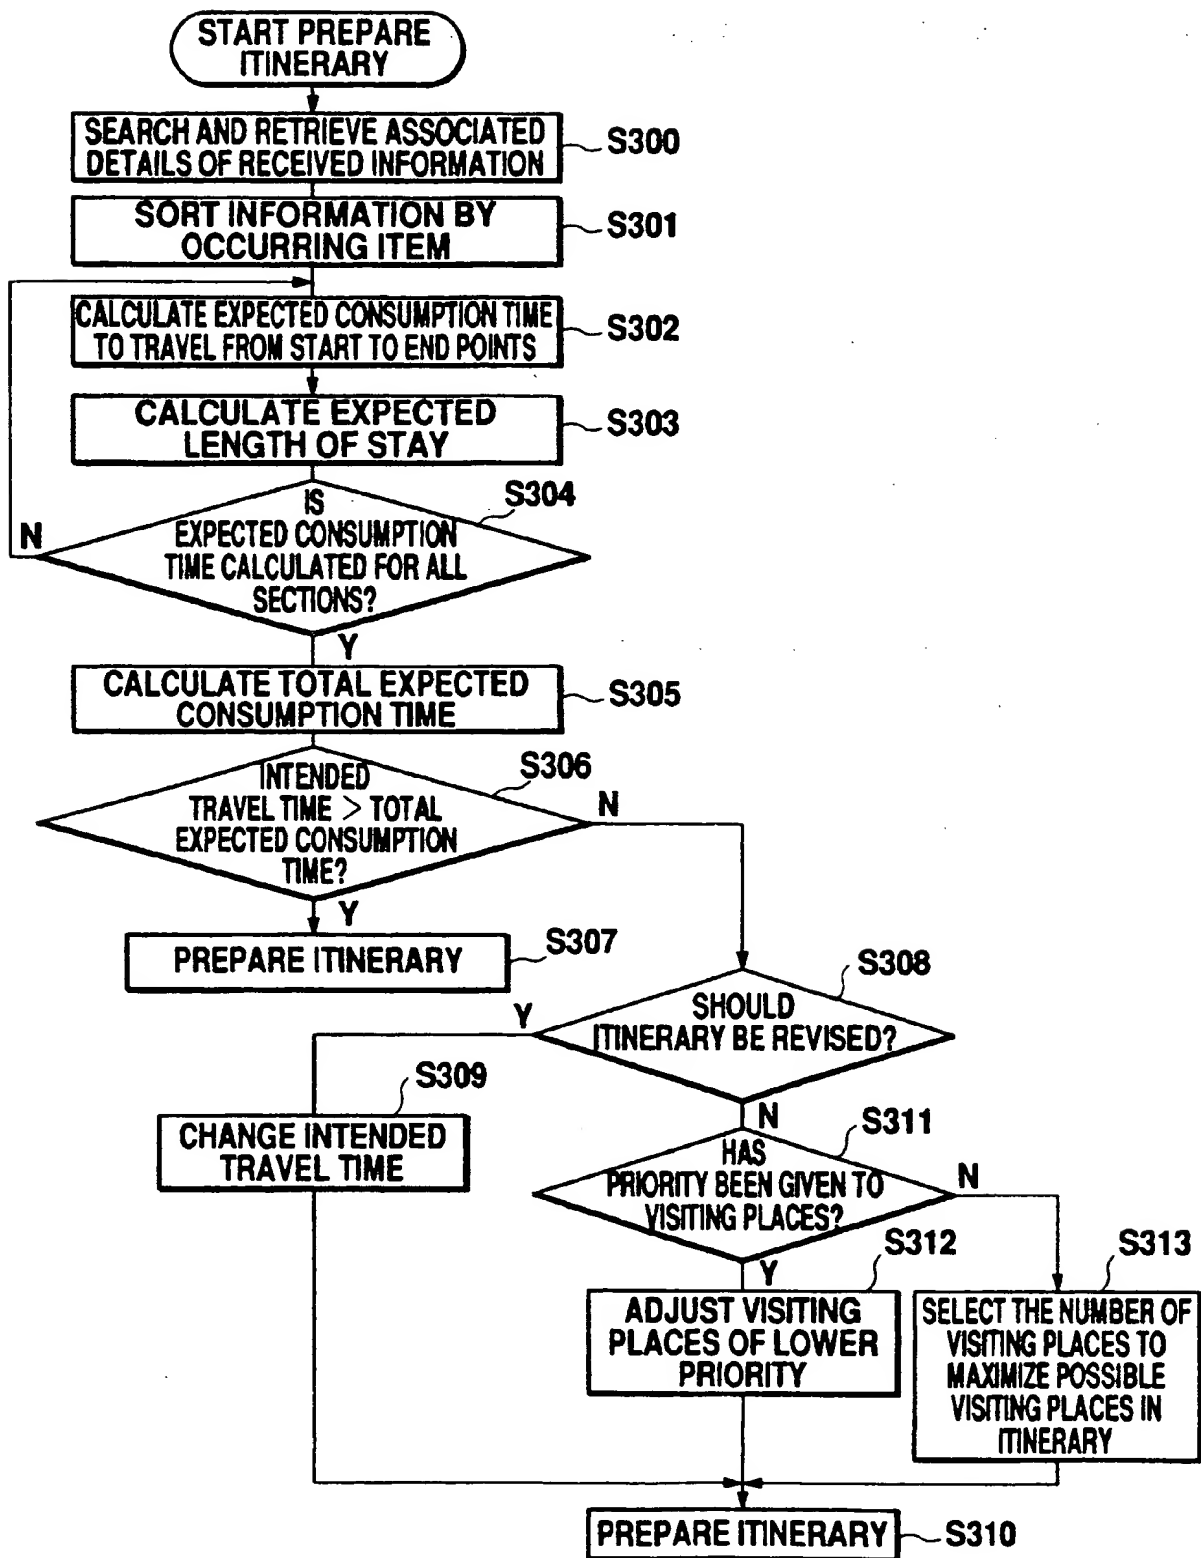 START PREPARE
ITINERARY
SEARCH AND RETRIEVE ASSOCIATED
DETAILS OF RECEIVED INFORMATION
S300
SORT INFORMATION BY
OCCURRING ITEM
S301
CALCULATE EXPECTED CONSUMPTION TIME
TO TRAVEL FROM START TO END POINTS
S302
CALCULATE EXPECTED
LENGTH OF STAY
S303
IS
EXPECTED CONSUMPTION
TIME CALCULATED FOR ALL
SECTIONS?
S304
N
Y
CALCULATE TOTAL EXPECTED
CONSUMPTION TIME
S305
INTENDED
TRAVEL TIME > TOTAL
EXPECTED CONSUMPTION
TIME?
S306
N
Y
PREPARE ITINERARY
S307
SHOULD
ITINERARY BE REVISED?
S308
Y
N
CHANGE INTENDED
TRAVEL TIME
S309
HAS
PRIORITY BEEN GIVEN TO
VISITING PLACES?
S311
N
Y
ADJUST VISITING
PLACES OF LOWER
PRIORITY
S312
SELECT THE NUMBER OF
VISITING PLACES TO
MAXIMIZE POSSIBLE
VISITING PLACES IN
ITINERARY
S313
PREPARE ITINERARY
S310